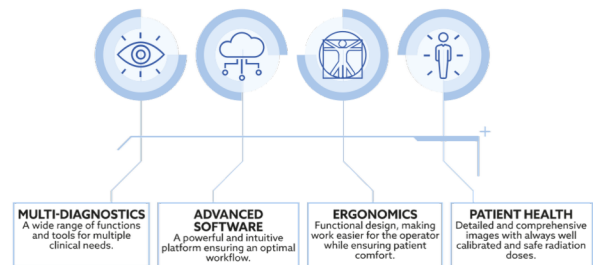 MULTI-DIAGNOSTICS
A wide range of functions
and tools for multiple
clinical needs.
ADVANCED
SOFTWARE
A powerful and intuitive
platform ensuring an optimal
workflow.
ERGONOMICS
Functional design, making
work easier for the operator
while ensuring patient
comfort.
PATIENT HEALTH
Detailed and comprehensive
images with always well
calibrated and safe radiation
doses.